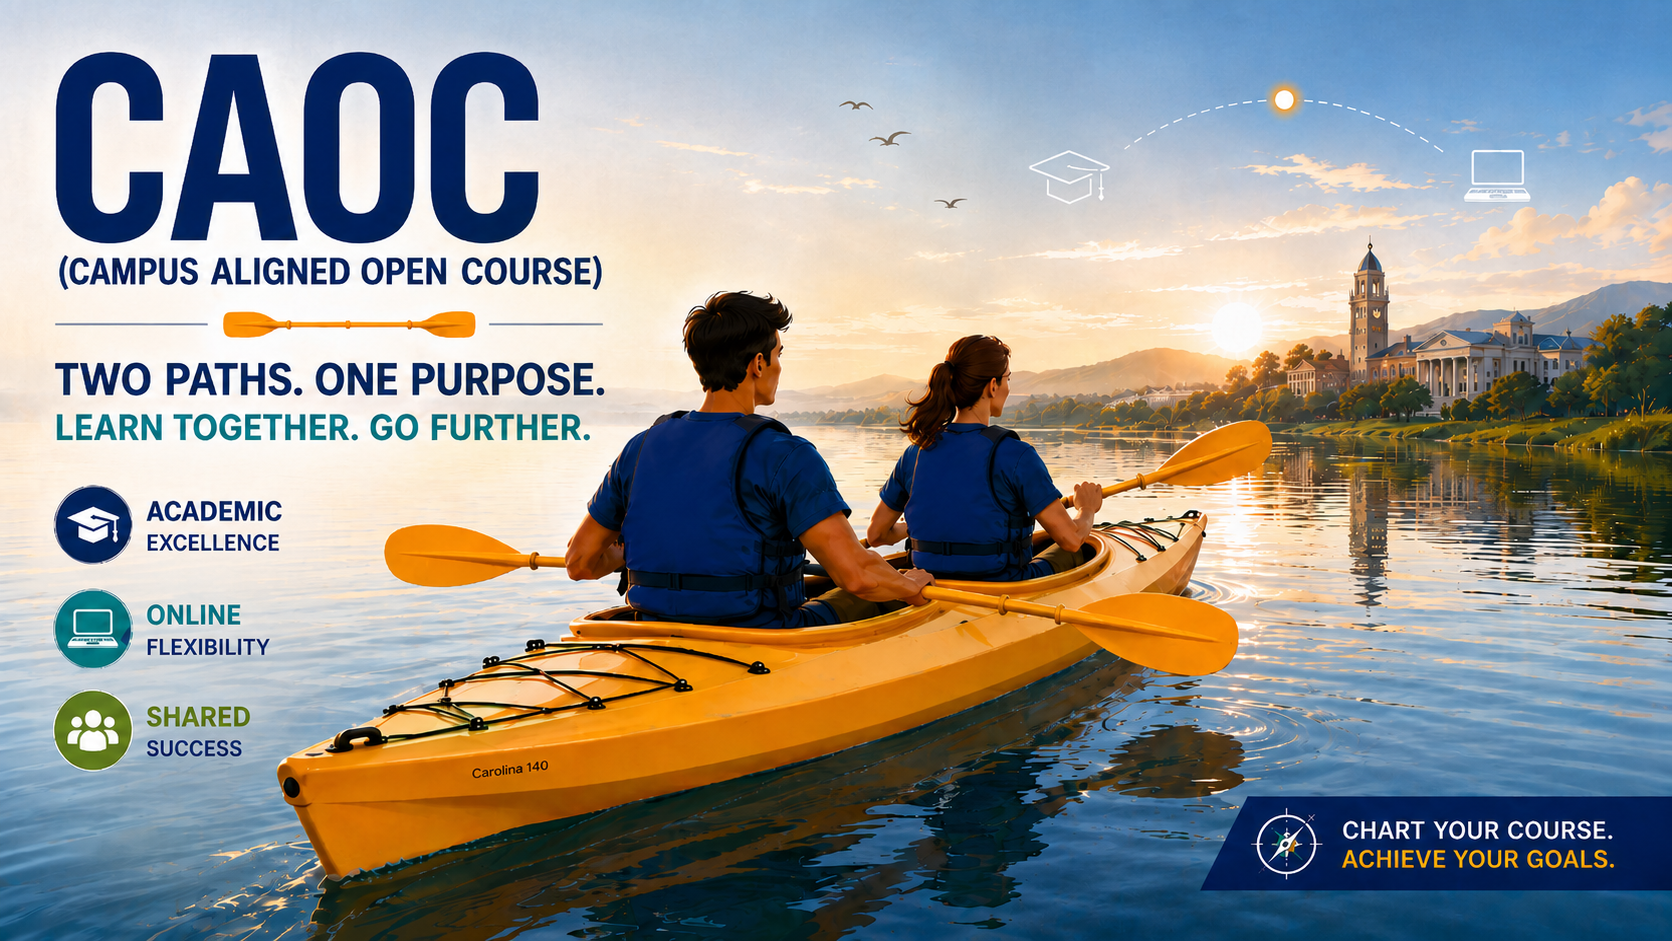 CAOC
(CAMPUS ALIGNED OPEN COURSE)
TWO PATHS. ONE PURPOSE.
LEARN TOGETHER. GO FURTHER.
ACADEMIC
EXCELLENCE
ONLINE
FLEXIBILITY
SHARED
SUCCESS
Carolina 140
CHART YOUR COURSE.
ACHIEVE YOUR GOALS.